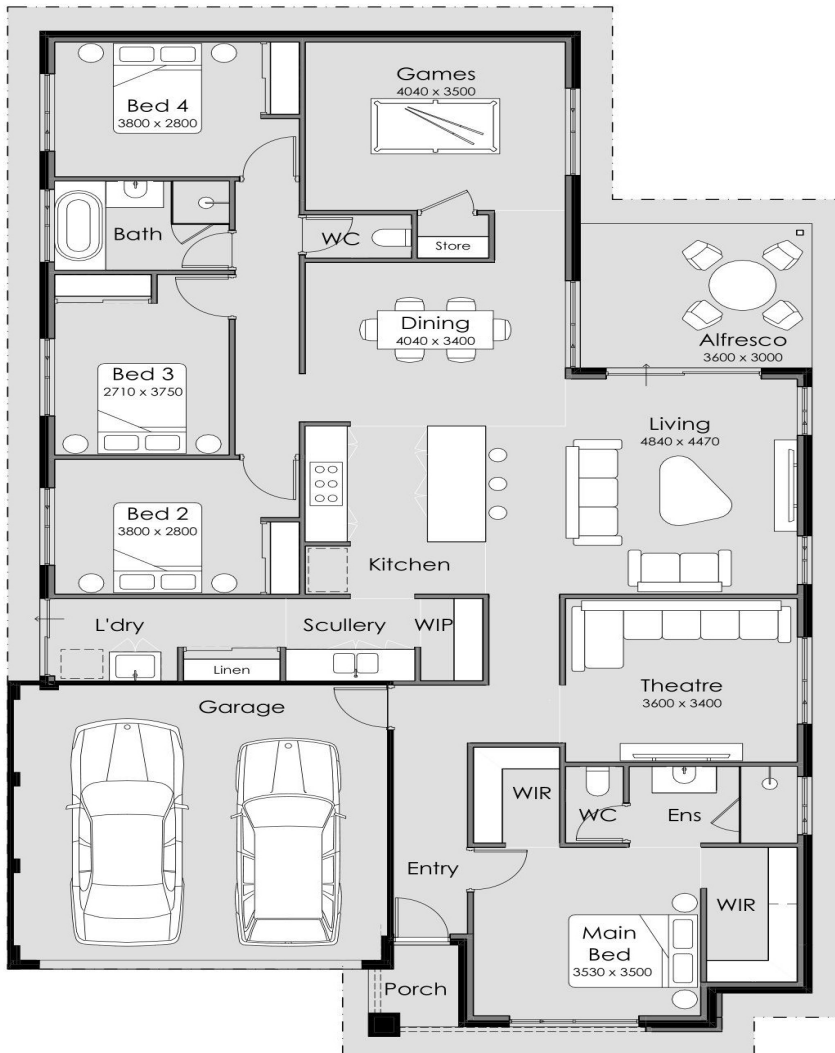 Bed 4
3800 x 2800
Games
4040 x 3500
Bath
WC
Store
Dining
4040 x 3400
Alfresco
3600 x 3000
Bed 3
2710 x 3750
Living
4840 x 4470
Bed 2
3800 x 2800
Kitchen
L'dry
Scullery
WIP
Linen
Theatre
3600 x 3400
Garage
WIR
WC
Ens
Entry
WIR
Main
Bed
3530 x 3500
Porch